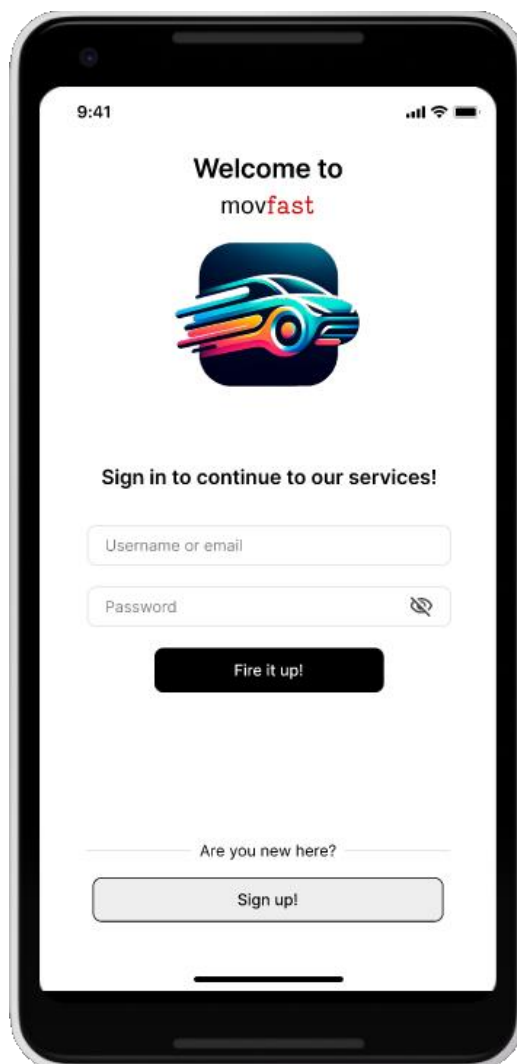 9:41
Welcome to
movfast
Sign in to continue to our services!
Username or email
Password
Fire it up!
Are you new here?
Sign up!